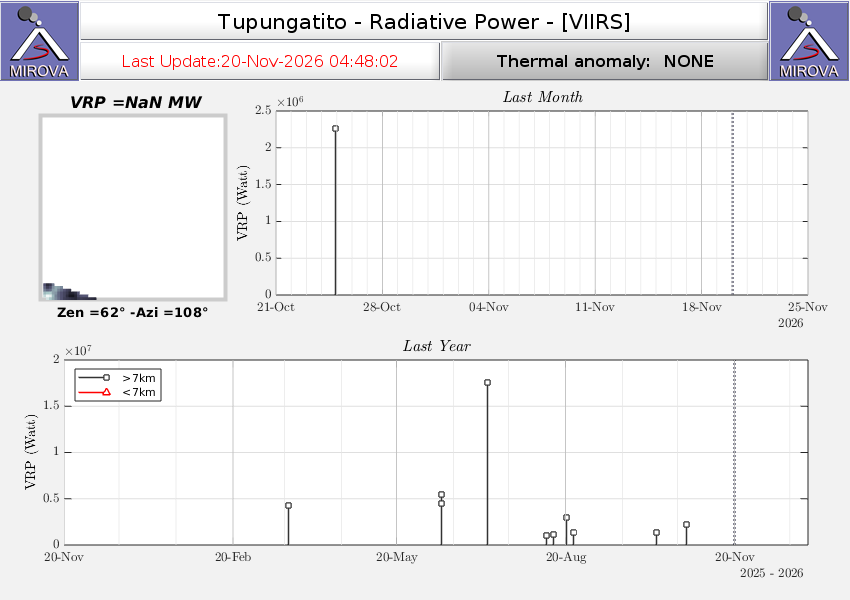 Tupungatito - Radiative Power - [VIIRS]
MIROVA
Last Update:20-Nov-2026 04:48:02
Thermal anomaly: NONE
MIROVA
VRP =NaN MW
Zen =62° -Azi =108°
Last Month
×10⁶
VRP (Watt)
2.5
2
1.5
1
0.5
0
21-Oct
28-Oct
04-Nov
11-Nov
18-Nov
25-Nov
2026
Last Year
×10⁷
VRP (Watt)
2
1.5
1
0.5
0
>7km
<7km
20-Nov
20-Feb
20-May
20-Aug
20-Nov
2025 - 2026